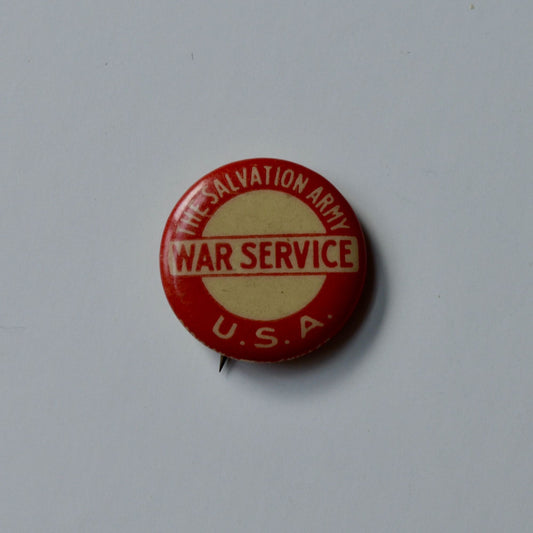 THE SALVATION ARMY
WAR SERVICE
U.S.A.